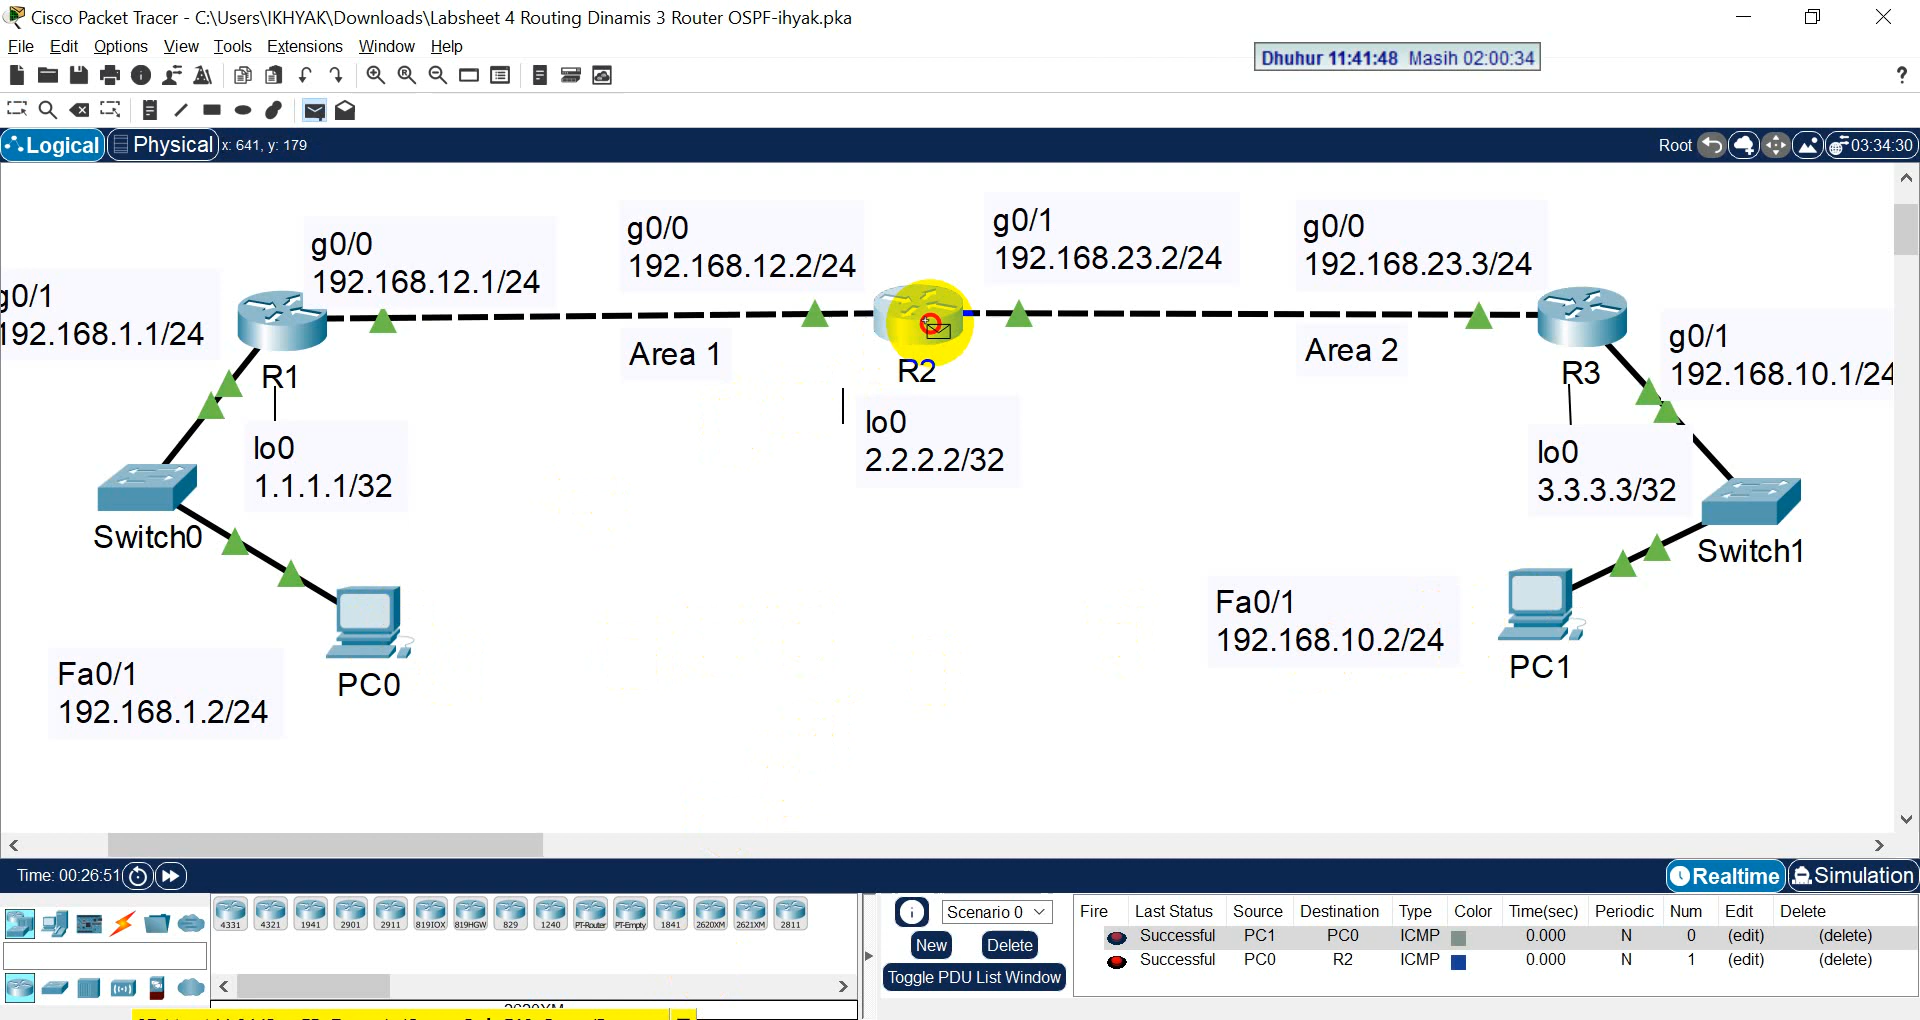 Cisco Packet Tracer - C:\Users\IKHYAK\Downloads\Labsheet 4 Routing Dinamis 3 Router OSPF-ihyak.pka
File Edit Options View Tools Extensions Window Help
Dhuhur 11:41:48 Masih 02:00:34
?
Logical Physical x: 641, y: 179 Root 03:34:30
g0/0
192.168.12.1/24
g0/0
192.168.12.2/24
g0/1
192.168.23.2/24
g0/0
192.168.23.3/24
g0/1
192.168.1.1/24
g0/1
192.168.10.1/24
Area 1
Area 2
R1
R2
R3
lo0
1.1.1.1/32
lo0
2.2.2.2/32
lo0
3.3.3.3/32
Switch0
Switch1
Fa0/1
192.168.10.2/24
PC1
Fa0/1
192.168.1.2/24
PC0
Time: 00:26:51 Realtime Simulation
4331 4321 1941 2901 2911 819IOX 819HGW 829 1240 PT-Router PT-Empty 1841 2620XM 2621XM 2811
Scenario 0
New Delete
Toggle PDU List Window
Fire Last Status Source Destination Type Color Time(sec) Periodic Num Edit Delete
Successful PC1 PC0 ICMP 0.000 N 0 (edit) (delete)
Successful PC0 R2 ICMP 0.000 N 1 (edit) (delete)